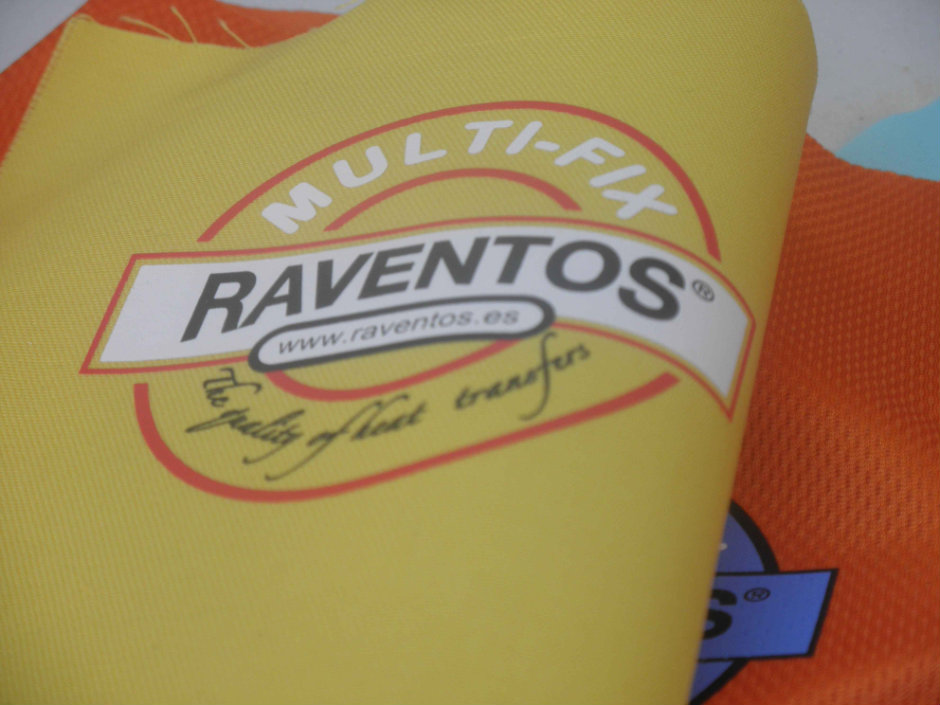 MULTI-FIX
RAVENTOS®
www.raventos.es
The quality of heat transfers
S®